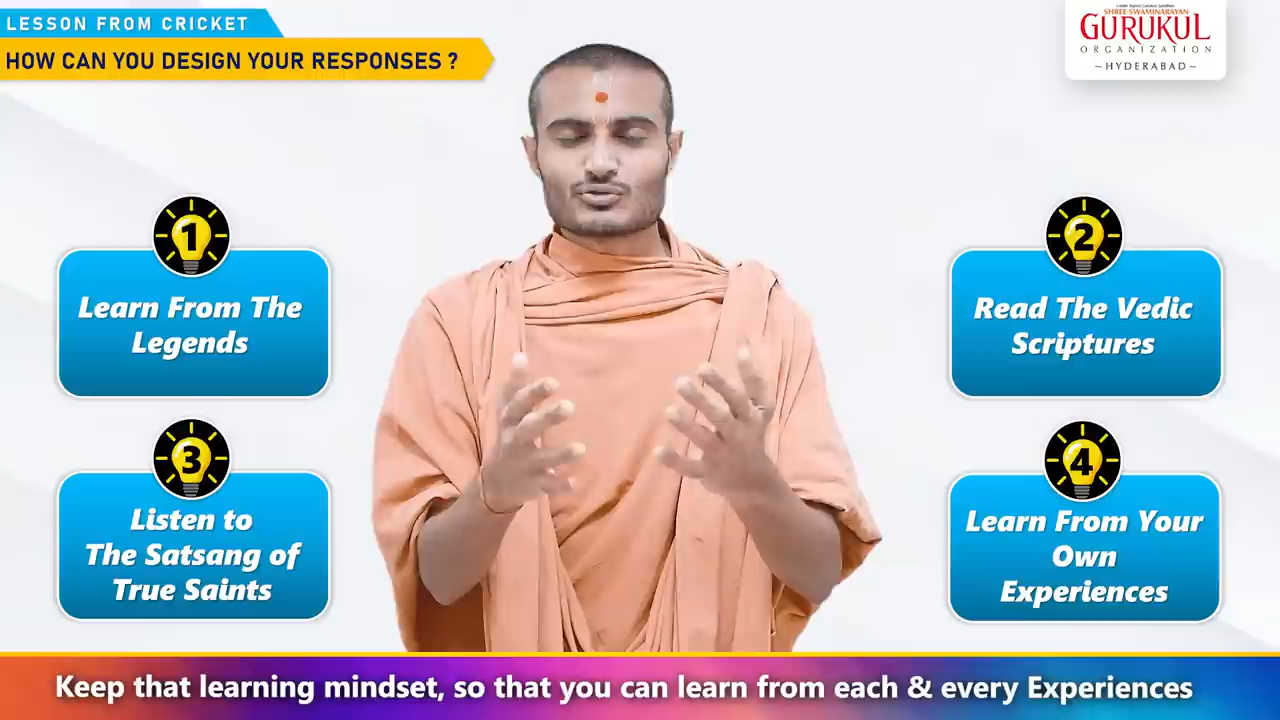 LESSON FROM CRICKET
HOW CAN YOU DESIGN YOUR RESPONSES ?
SHREE SWAMINARAYAN
GURUKUL
ORGANIZATION
~HYDERABAD~
1
Learn From The
Legends
2
Read The Vedic
Scriptures
3
Listen to
The Satsang of
True Saints
4
Learn From Your
Own
Experiences
Keep that learning mindset, so that you can learn from each & every Experiences